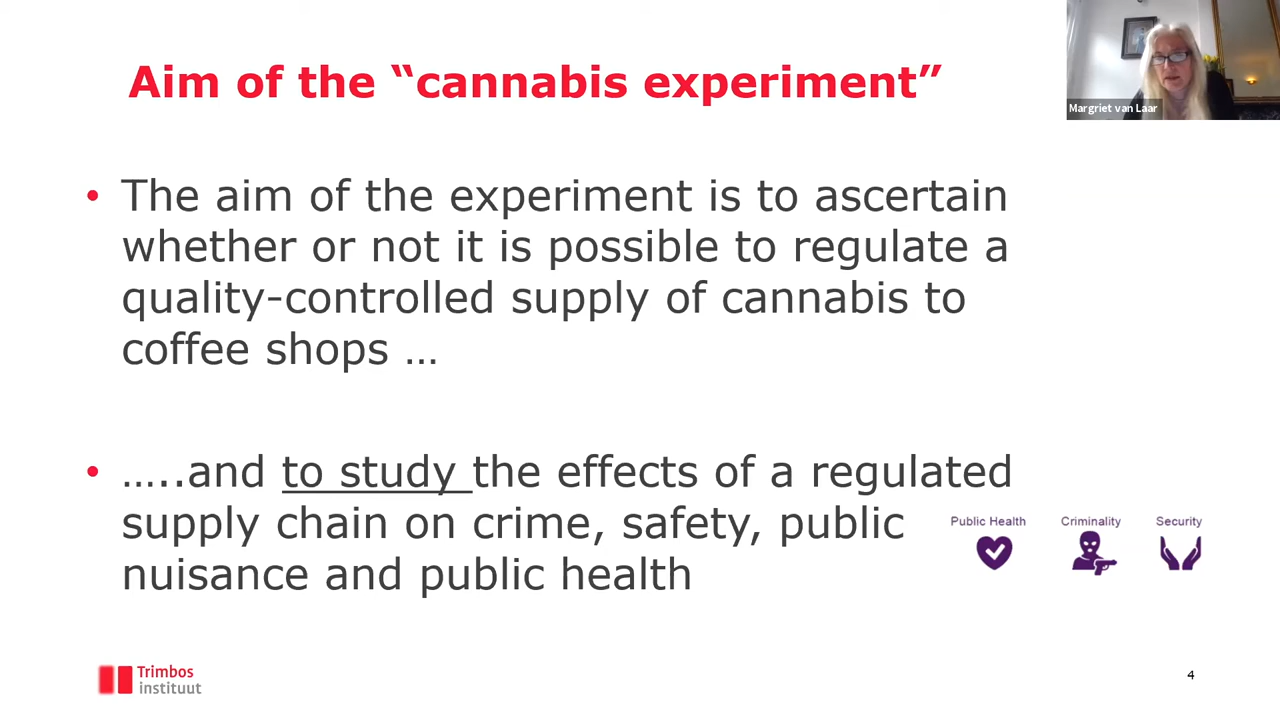 Aim of the “cannabis experiment”
Margriet van Laar
• The aim of the experiment is to ascertain
whether or not it is possible to regulate a
quality-controlled supply of cannabis to
coffee shops …
• …..and to study the effects of a regulated
supply chain on crime, safety, public
nuisance and public health
Public Health
Criminality
Security
Trimbos
instituut
4